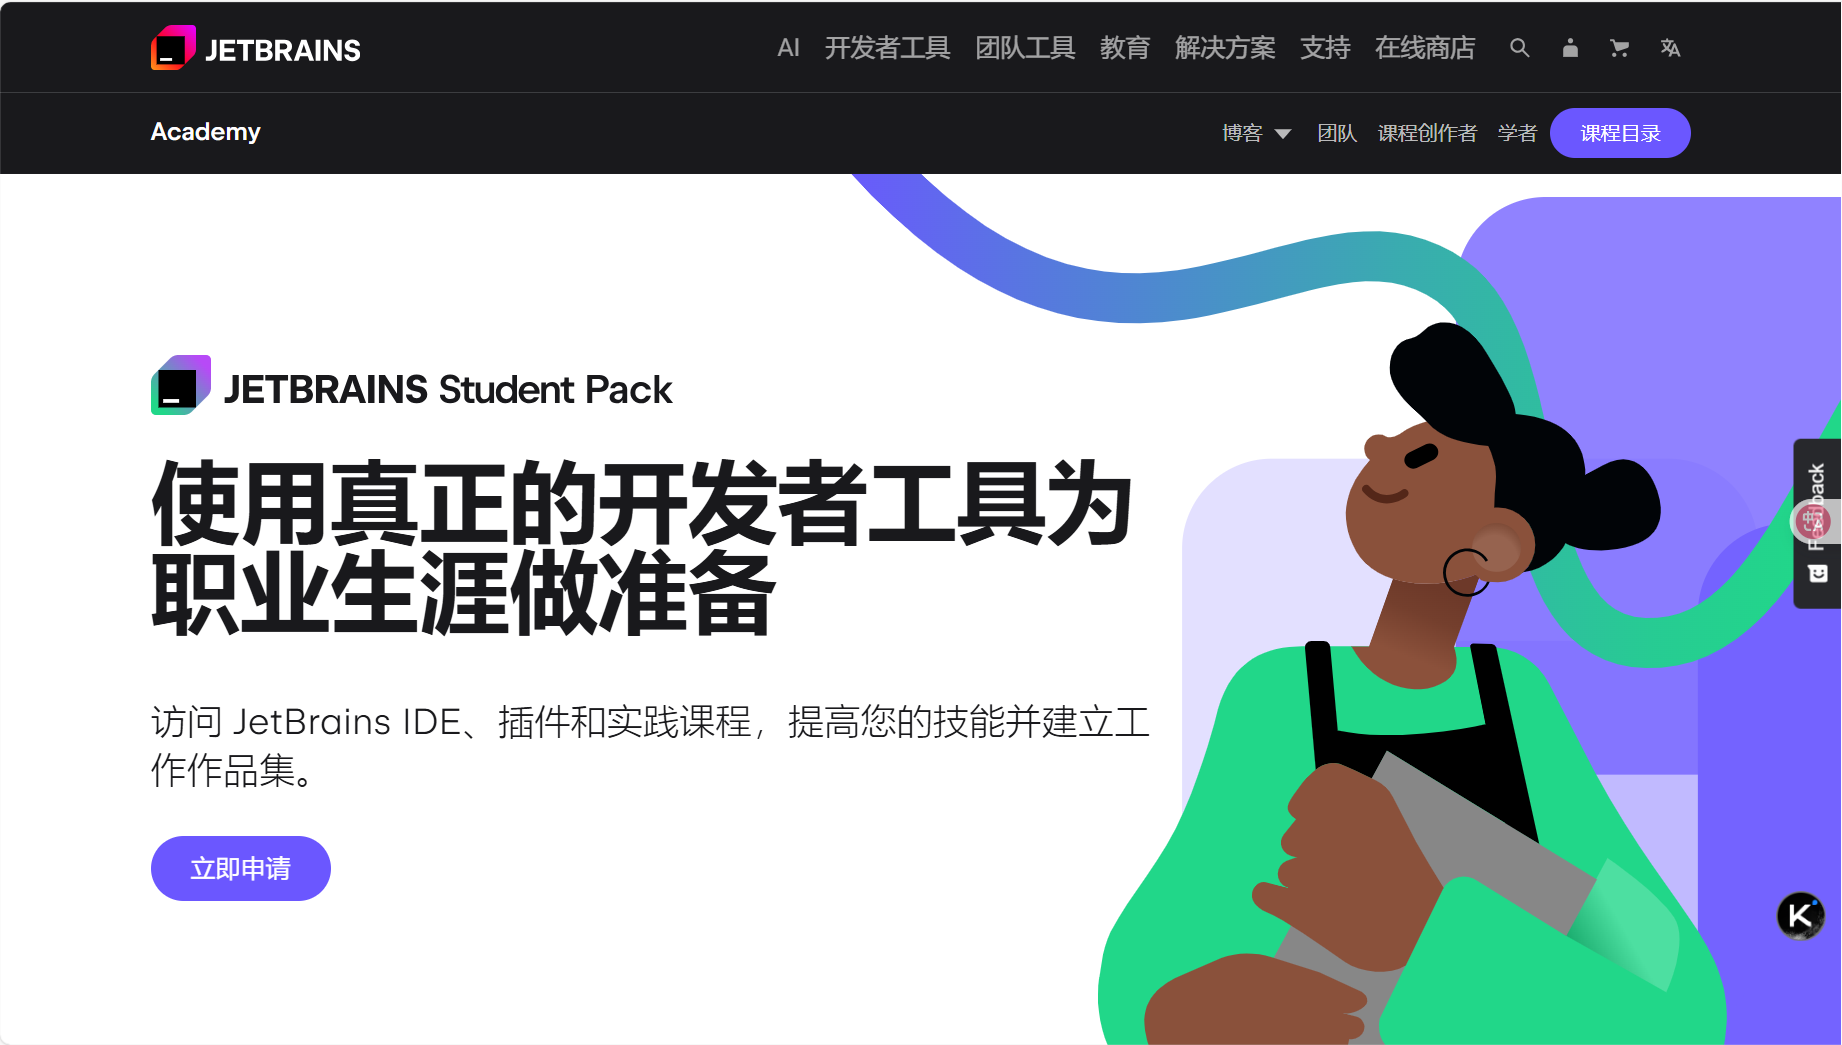 JETBRAINS
AI 开发者工具 团队工具 教育 解决方案 支持 在线商店
Academy
博客 团队 课程创作者 学者 课程目录
JETBRAINS Student Pack
使用真正的开发者工具为
职业生涯做准备
访问 JetBrains IDE、插件和实践课程，提高您的技能并建立工
作作品集。
立即申请
K